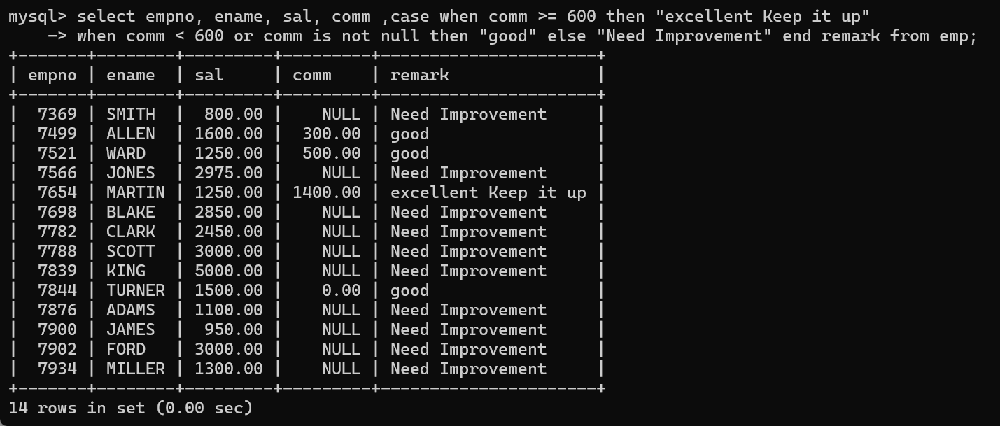 mysql> select empno, ename, sal, comm ,case when comm >= 600 then "excellent Keep it up"
    -> when comm < 600 or comm is not null then "good" else "Need Improvement" end remark from emp;
+-------+--------+---------+---------+----------------------+
| empno | ename  | sal     | comm    | remark               |
+-------+--------+---------+---------+----------------------+
|  7369 | SMITH  |  800.00 |    NULL | Need Improvement     |
|  7499 | ALLEN  | 1600.00 |  300.00 | good                 |
|  7521 | WARD   | 1250.00 |  500.00 | good                 |
|  7566 | JONES  | 2975.00 |    NULL | Need Improvement     |
|  7654 | MARTIN | 1250.00 | 1400.00 | excellent Keep it up |
|  7698 | BLAKE  | 2850.00 |    NULL | Need Improvement     |
|  7782 | CLARK  | 2450.00 |    NULL | Need Improvement     |
|  7788 | SCOTT  | 3000.00 |    NULL | Need Improvement     |
|  7839 | KING   | 5000.00 |    NULL | Need Improvement     |
|  7844 | TURNER | 1500.00 |    0.00 | good                 |
|  7876 | ADAMS  | 1100.00 |    NULL | Need Improvement     |
|  7900 | JAMES  |  950.00 |    NULL | Need Improvement     |
|  7902 | FORD   | 3000.00 |    NULL | Need Improvement     |
|  7934 | MILLER | 1300.00 |    NULL | Need Improvement     |
+-------+--------+---------+---------+----------------------+
14 rows in set (0.00 sec)